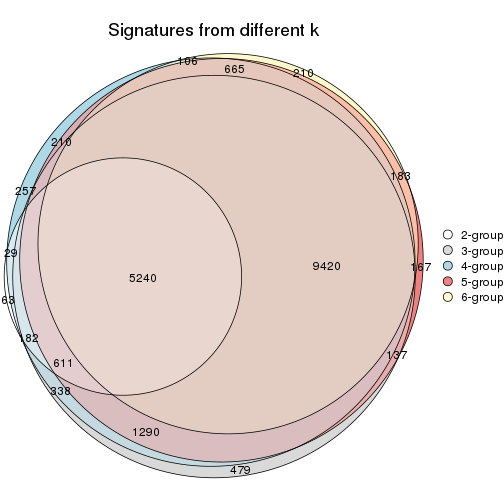 Signatures from different k
106
665
210
210
183
257
29
5240
9420
167
63
182
611
137
338
1290
479
2-group
3-group
4-group
5-group
6-group